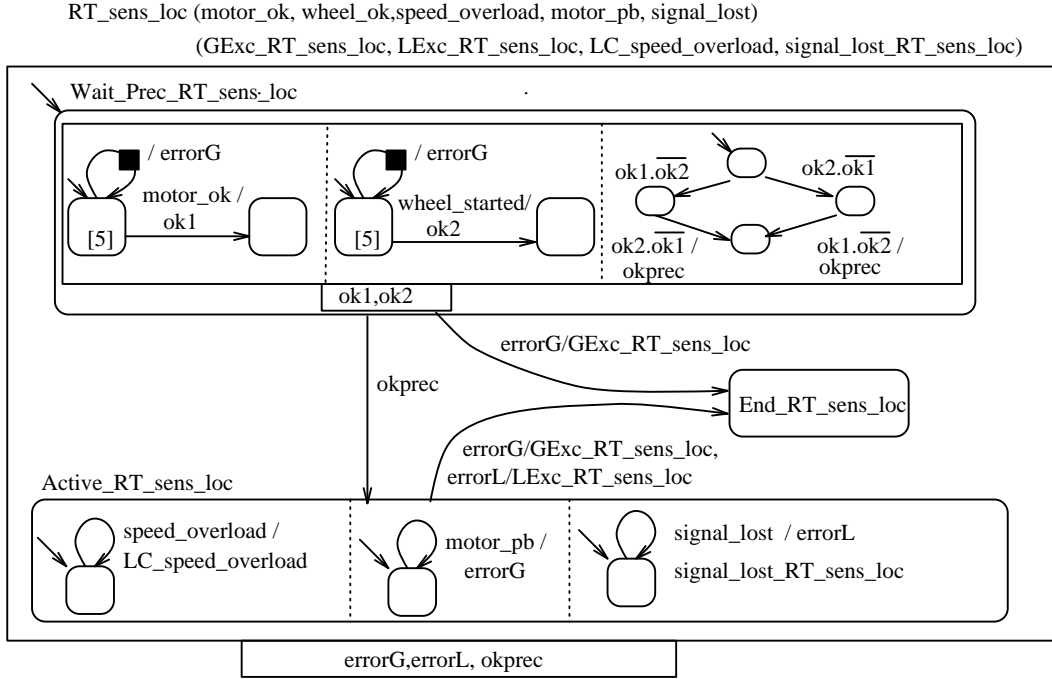 RT_sens_loc (motor_ok, wheel_ok,speed_overload, motor_pb, signal_lost)
(GExc_RT_sens_loc, LExc_RT_sens_loc, LC_speed_overload, signal_lost_RT_sens_loc)
Wait_Prec_RT_sens_loc
/ errorG
motor_ok /
ok1
[5]
/ errorG
wheel_started/
ok2
[5]
ok1.ok2
ok2.ok1
ok2.ok1 /
okprec
ok1.ok2 /
okprec
ok1,ok2
errorG/GExc_RT_sens_loc
okprec
End_RT_sens_loc
errorG/GExc_RT_sens_loc,
errorL/LExc_RT_sens_loc
Active_RT_sens_loc
speed_overload /
LC_speed_overload
motor_pb /
errorG
signal_lost / errorL
signal_lost_RT_sens_loc
errorG,errorL, okprec